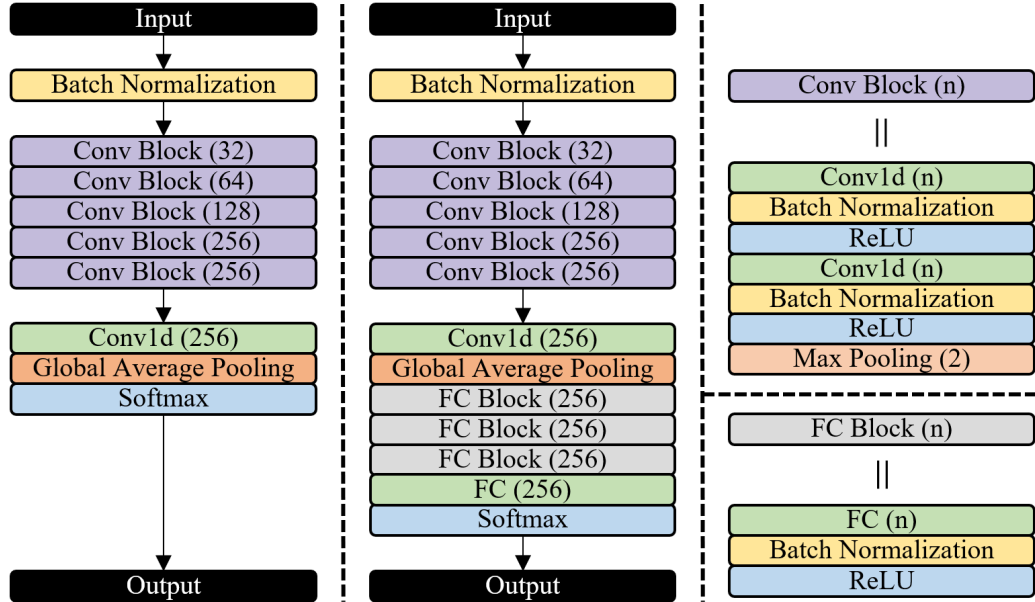 Input
Batch Normalization
Conv Block (32)
Conv Block (64)
Conv Block (128)
Conv Block (256)
Conv Block (256)
Conv1d (256)
Global Average Pooling
Softmax
Output
Input
Batch Normalization
Conv Block (32)
Conv Block (64)
Conv Block (128)
Conv Block (256)
Conv Block (256)
Conv1d (256)
Global Average Pooling
FC Block (256)
FC Block (256)
FC Block (256)
FC (256)
Softmax
Output
Conv Block (n)
Conv1d (n)
Batch Normalization
ReLU
Conv1d (n)
Batch Normalization
ReLU
Max Pooling (2)
FC Block (n)
FC (n)
Batch Normalization
ReLU